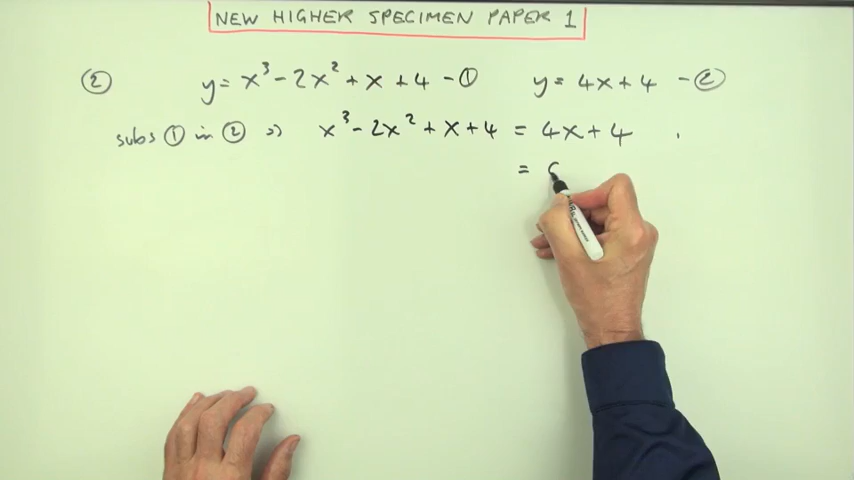 NEW HIGHER SPECIMEN PAPER 1
② y = x³ - 2x² + x + 4 - ① y = 4x + 4 - ②
subs ① in ② ⇒ x³ - 2x² + x + 4 = 4x + 4
=